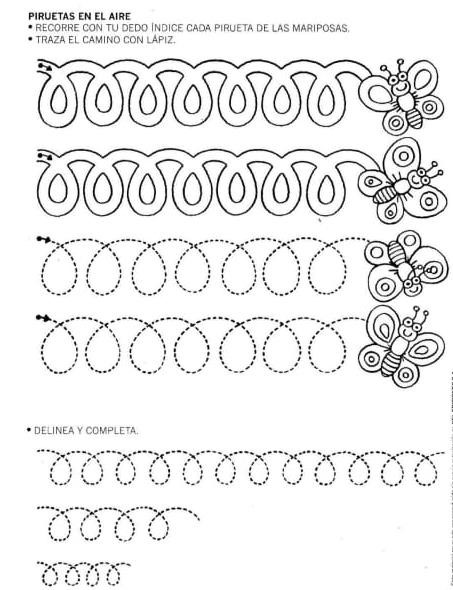 PIRUETAS EN EL AIRE
• RECORRE CON TU DEDO ÍNDICE CADA PIRUETA DE LAS MARIPOSAS.
• TRAZA EL CAMINO CON LÁPIZ.
• DELINEA Y COMPLETA.